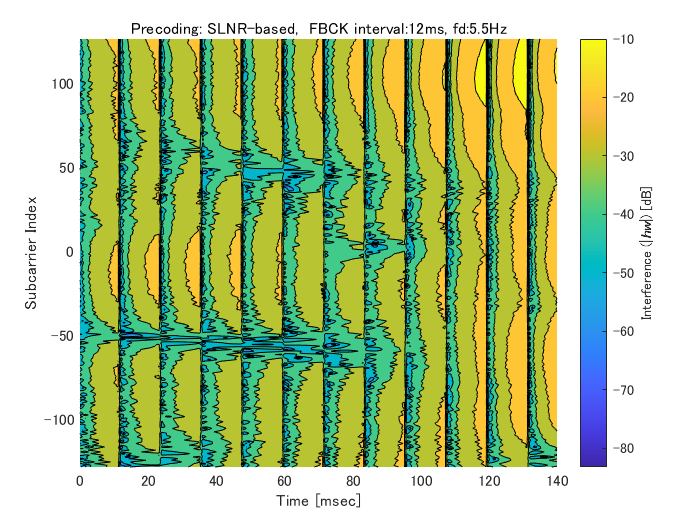 Precoding: SLNR-based, FBCK interval:12ms, fd:5.5Hz
Subcarrier Index
100
50
0
-50
-100
0 20 40 60 80 100 120 140
Time [msec]
-10
-20
-30
-40
-50
-60
-70
-80
Interference (|hw|) [dB]